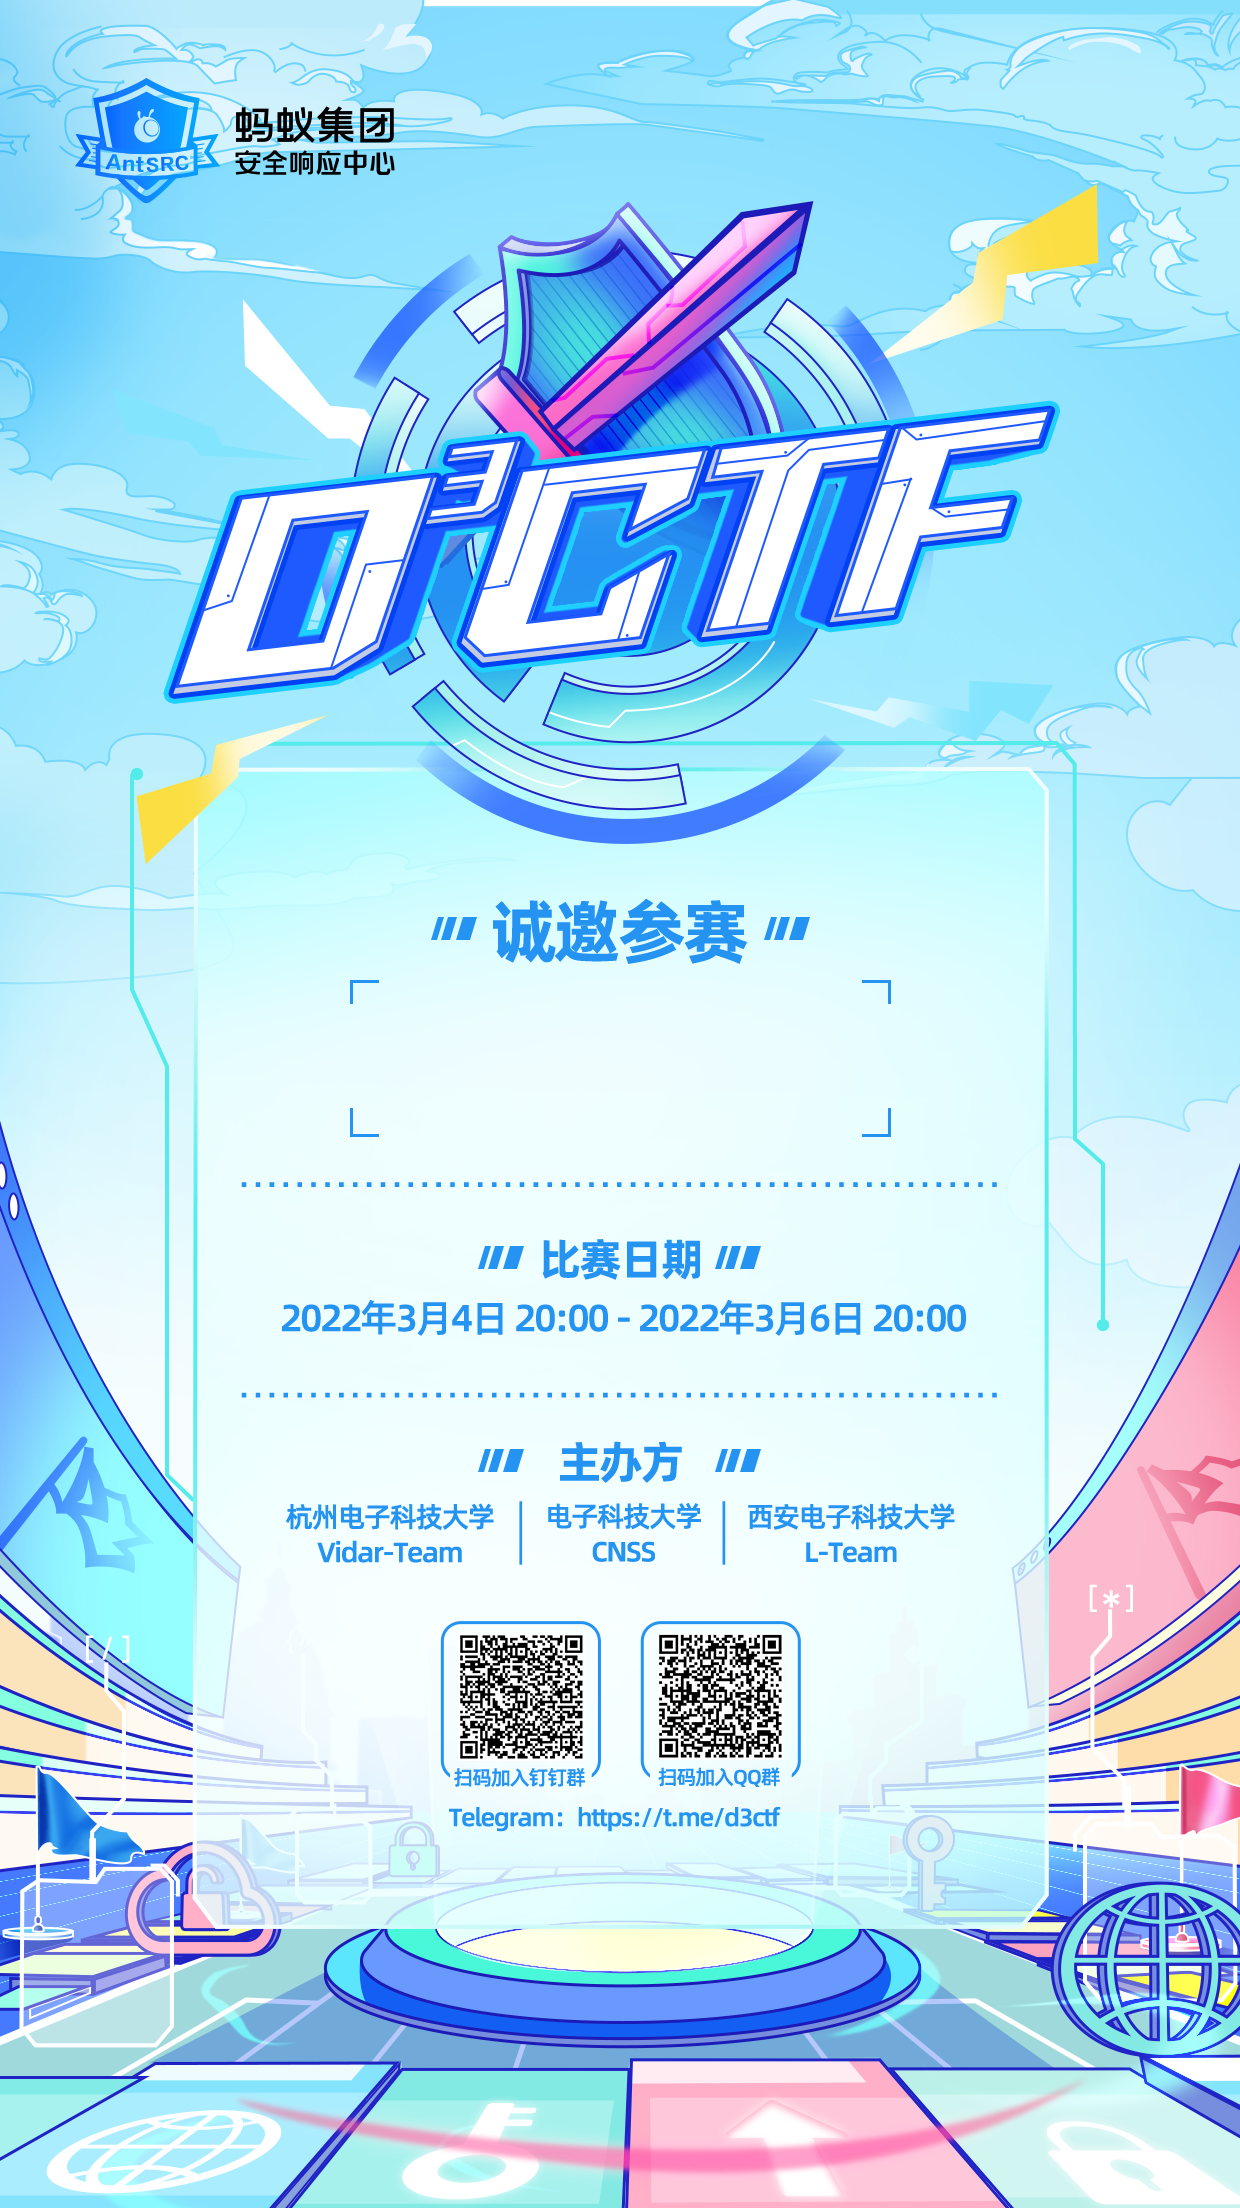 AntSRC
蚂蚁集团
安全响应中心
D³CTF
诚邀参赛
比赛日期
2022年3月4日 20:00 - 2022年3月6日 20:00
主办方
杭州电子科技大学
Vidar-Team
电子科技大学
CNSS
西安电子科技大学
L-Team
[/]
[*]
扫码加入钉钉群
扫码加入QQ群
Telegram：https://t.me/d3ctf